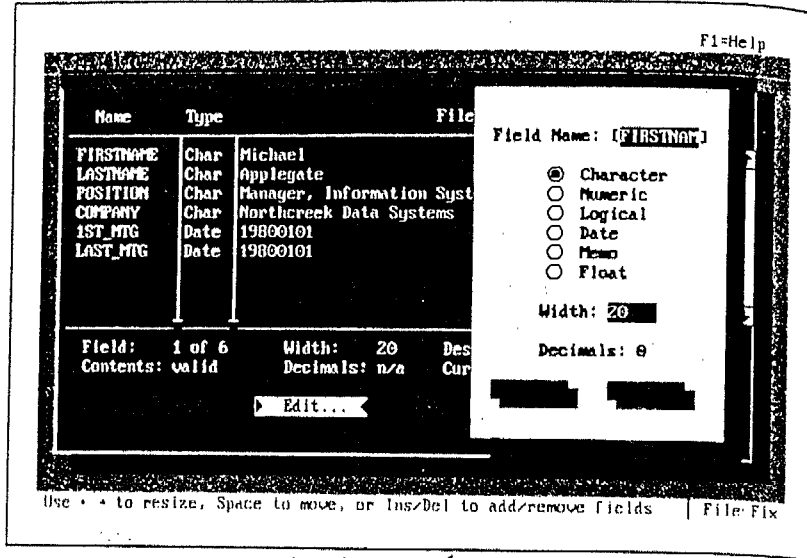 F1=Help
Name Type File
FIRSTNAME Char Michael
LASTNAME Char Applegate
POSITION Char Manager, Information Syst
COMPANY Char Northcreek Data Systems
1ST_MTG Date 19800101
LAST_MTG Date 19800101
Field: 1 of 6 Width: 20 Des
Contents: valid Decimals: n/a Cur
Edit...
Field Name: [FIRSTNAM]
Character
Numeric
Logical
Date
Memo
Float
Width: 20
Decimals: 0
Use to resize, Space to move, or Ins/Del to add/remove fields | File Fix